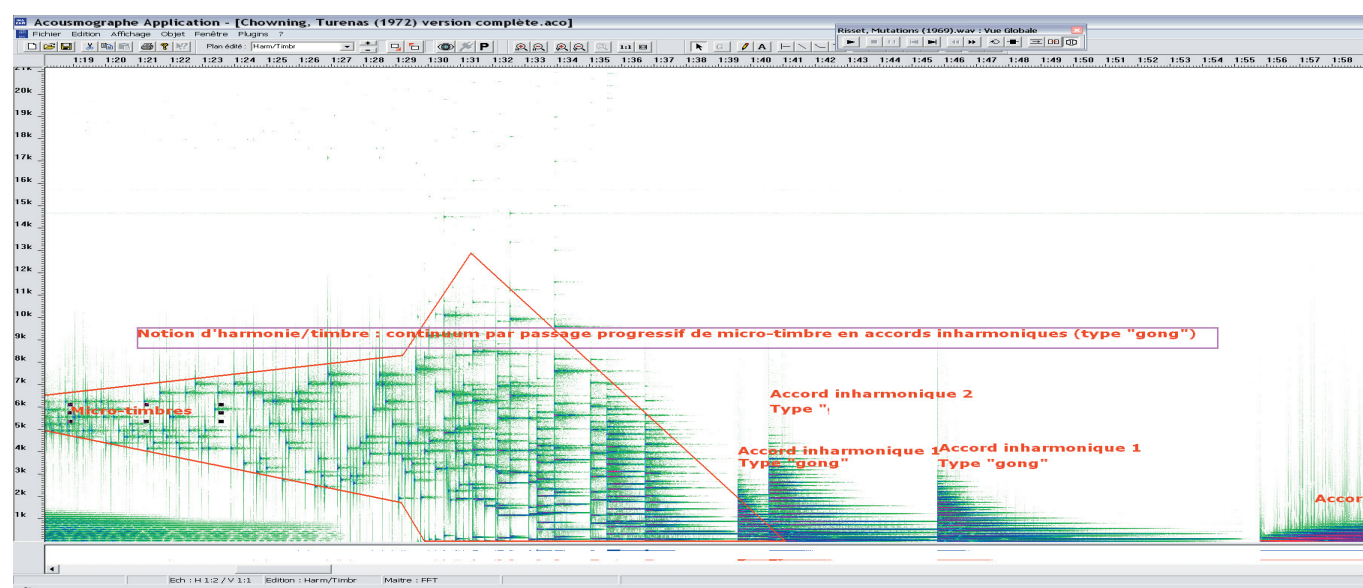 Acousmographe Application - [Chowning, Turenas (1972) version complète.aco]
Fichier Edition Affichage Objet Fenêtre Plugins ?
Risset, Mutations (1969).wav : Vue Globale
Plan édité : Harm/Timbr
P
1:1
A
1:19 1:20 1:21 1:22 1:23 1:24 1:25 1:26 1:27 1:28 1:29 1:30 1:31 1:32 1:33 1:34 1:35 1:36 1:37 1:38 1:39 1:40 1:41 1:42 1:43 1:44 1:45 1:46 1:47 1:48 1:49 1:50 1:51 1:52 1:53 1:54 1:55 1:56 1:57 1:58
20k
19k
18k
17k
16k
15k
14k
13k
12k
11k
10k
9k
Notion d'harmonie/timbre : continuum par passage progressif de micro-timbre en accords inharmoniques (type "gong")
8k
7k
6k
Accord inharmonique 2
Type "
Micro-timbres
5k
4k
Accord inharmonique 1
Type "gong"
Accord inharmonique 1
Type "gong"
3k
2k
Accor
1k
Ech : H 1:2 / V 1:1 Edition : Harm/Timbr Maitre : FFT